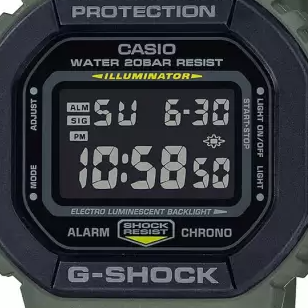 PROTECTION
CASIO
WATER 20BAR RESIST
ILLUMINATOR
ADJUST
MODE
ALM
SIG
PM
SU 6-30
10:58 50
START•STOP
LIGHT ON/OFF
LIGHT
ELECTRO LUMINESCENT BACKLIGHT
ALARM
SHOCK
RESIST
CHRONO
G-SHOCK